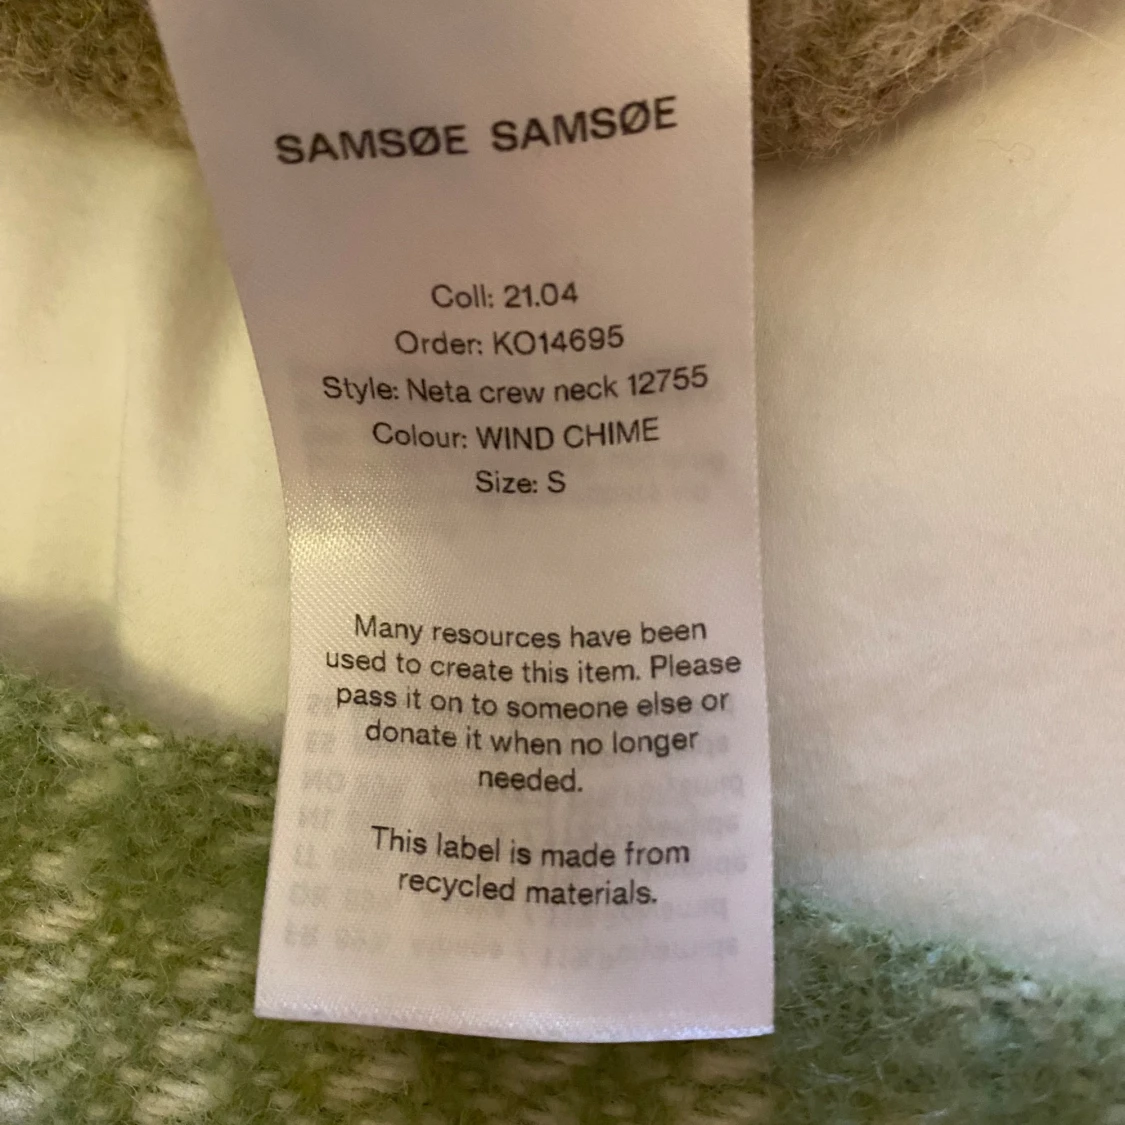 SAMSØE SAMSØE
Coll: 21.04
Order: KO14695
Style: Neta crew neck 12755
Colour: WIND CHIME
Size: S
Many resources have been
used to create this item. Please
pass it on to someone else or
donate it when no longer
needed.
This label is made from
recycled materials.